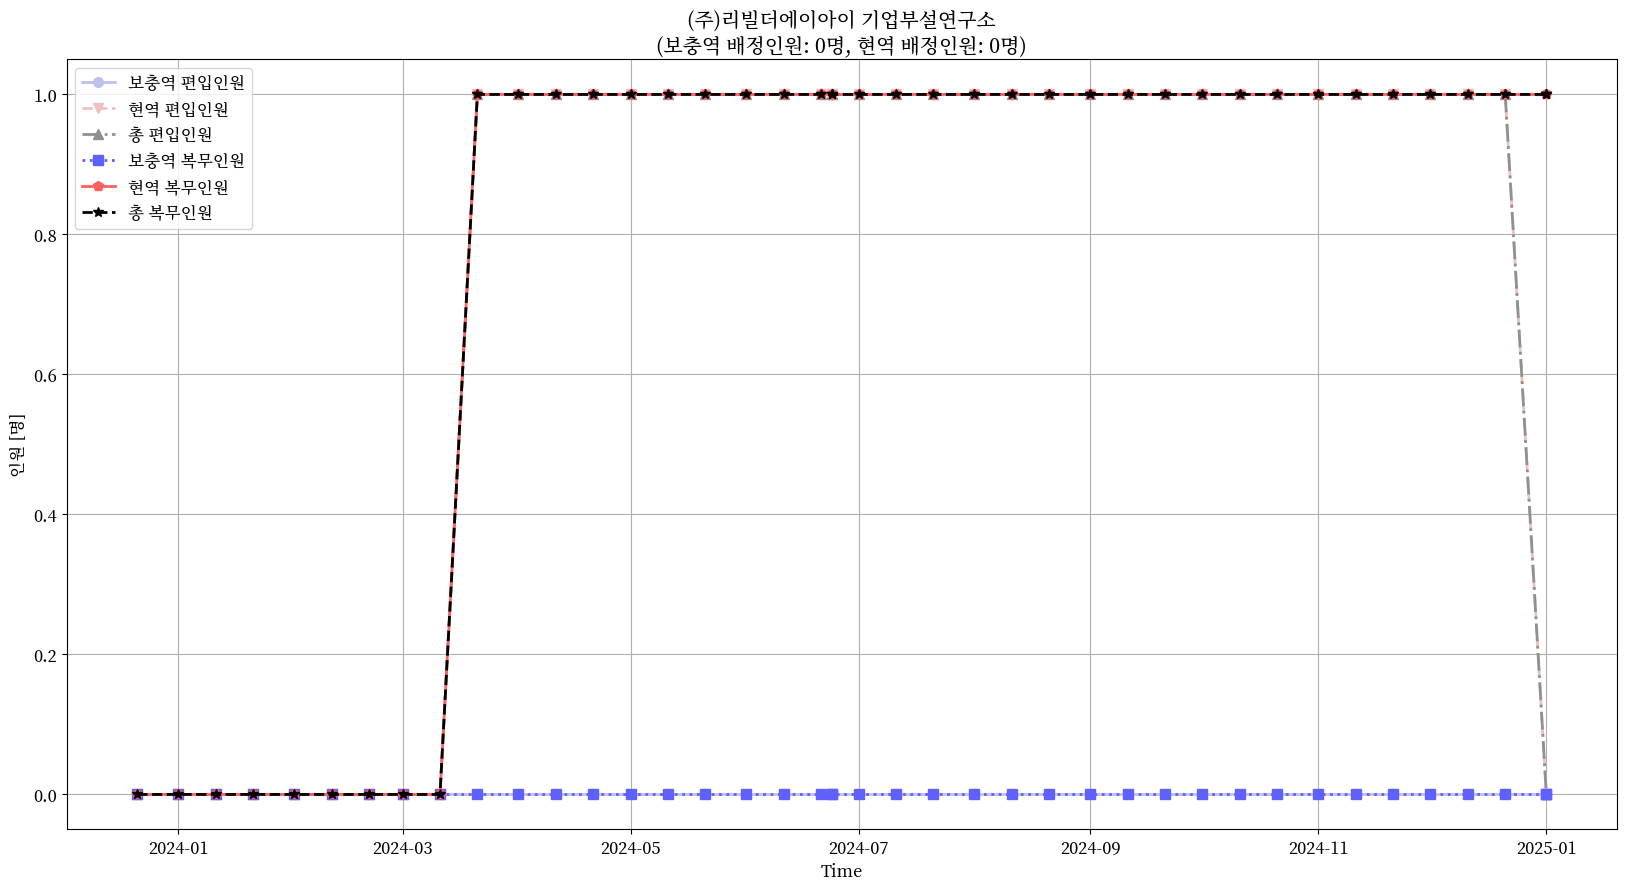 (주)리빌더에이아이 기업부설연구소
(보충역 배정인원: 0명, 현역 배정인원: 0명)
보충역 편입인원
현역 편입인원
총 편입인원
보충역 복무인원
현역 복무인원
총 복무인원
1.0
0.8
0.6
0.4
0.2
0.0
인원 [명]
2024-01
2024-03
2024-05
2024-07
2024-09
2024-11
2025-01
Time